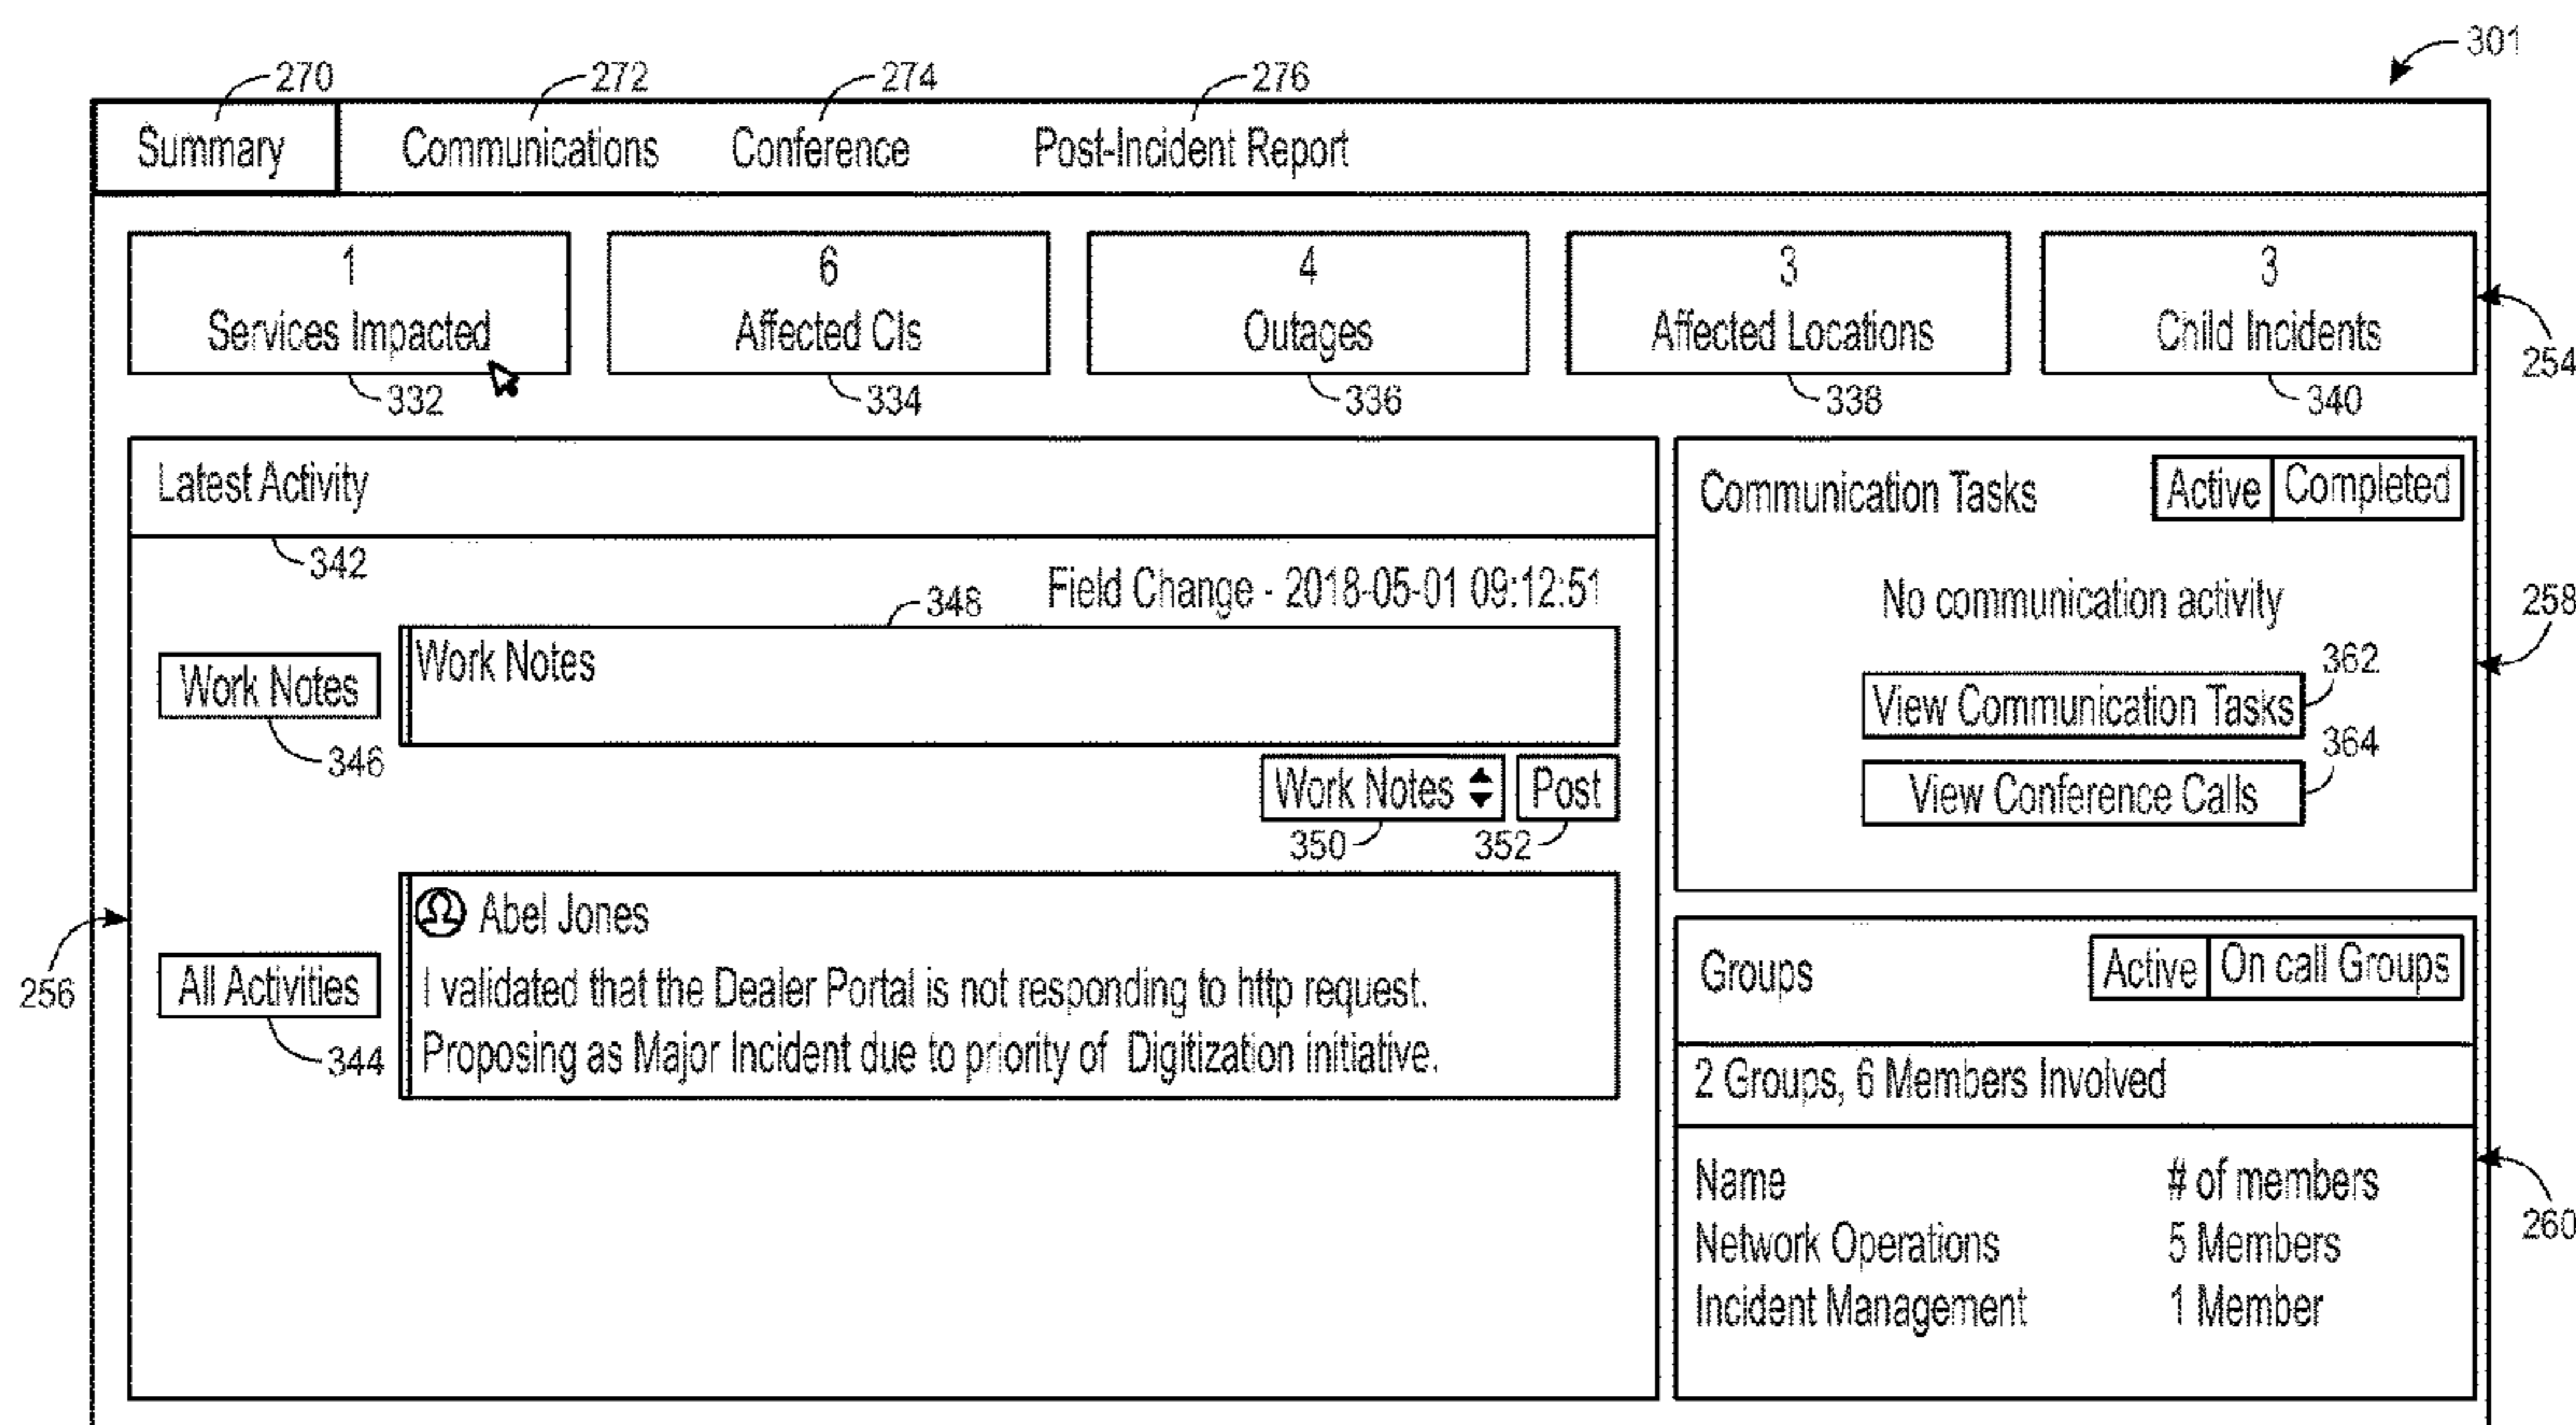 301
270 272 274 276
Summary Communications Conference Post-Incident Report
1 6 4 3 3
Services Impacted Affected CIs Outages Affected Locations Child Incidents
254
332 334 336 338 340
Latest Activity
342
Field Change - 2018-05-01 09:12:51
348
Work Notes
Work Notes
346
Work Notes Post
350 352
Abel Jones
256
All Activities
I validated that the Dealer Portal is not responding to http request.
Proposing as Major Incident due to priority of Digitization initiative.
344
Communication Tasks Active Completed
No communication activity
258
362
View Communication Tasks
364
View Conference Calls
Groups Active On call Groups
2 Groups, 6 Members Involved
Name # of members
260
Network Operations 5 Members
Incident Management 1 Member